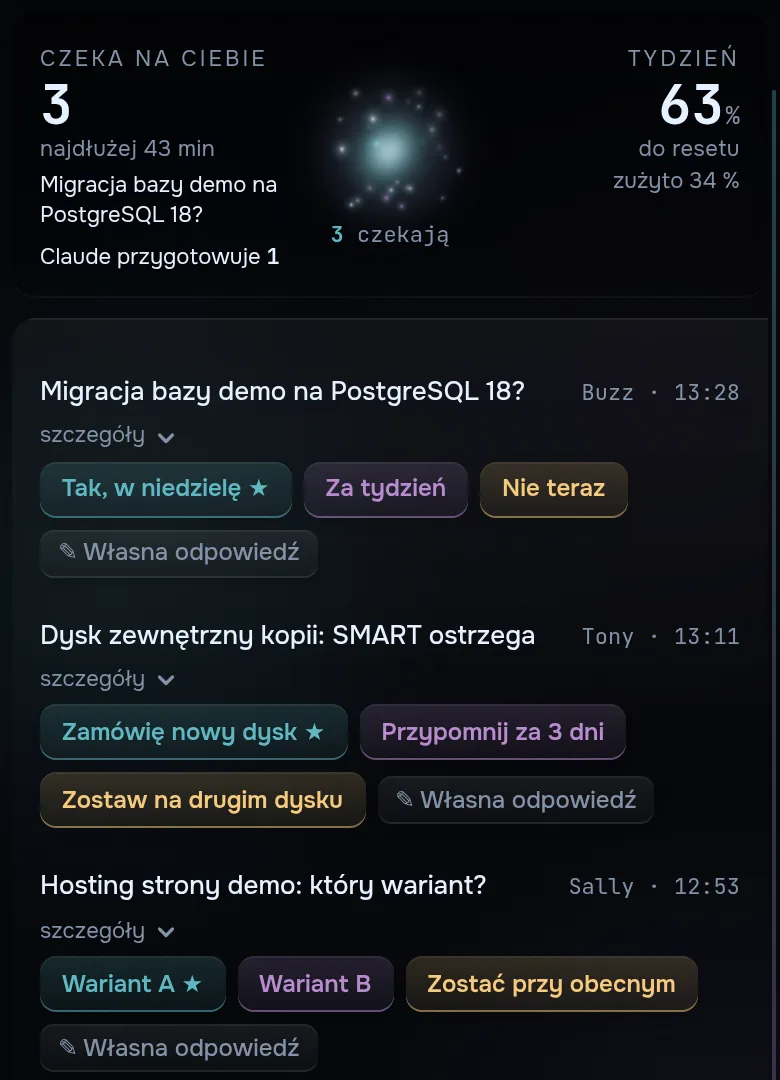 CZEKA NA CIEBIE
3
najdłużej 43 min
Migracja bazy demo na
PostgreSQL 18?
Claude przygotowuje 1
3 czekają
TYDZIEŃ
63%
do resetu
zużyto 34 %
Migracja bazy demo na PostgreSQL 18? Buzz · 13:28
szczegóły
Tak, w niedzielę ★ Za tydzień Nie teraz
✎ Własna odpowiedź
Dysk zewnętrzny kopii: SMART ostrzega Tony · 13:11
szczegóły
Zamówię nowy dysk ★ Przypomnij za 3 dni
Zostaw na drugim dysku ✎ Własna odpowiedź
Hosting strony demo: który wariant? Sally · 12:53
szczegóły
Wariant A ★ Wariant B Zostać przy obecnym
✎ Własna odpowiedź